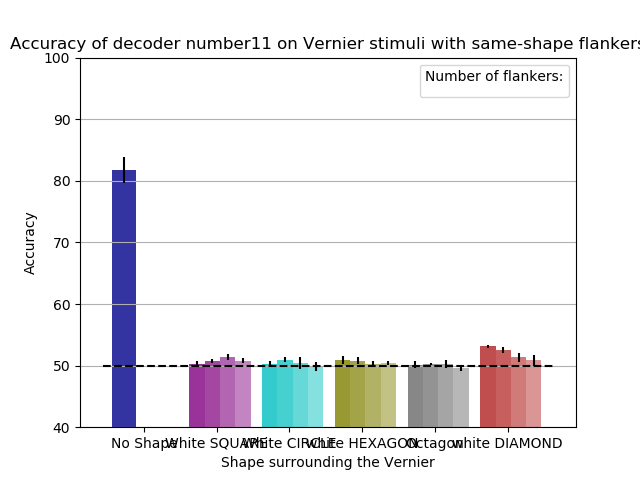 Accuracy of decoder number11 on Vernier stimuli with same-shape flankers
Number of flankers:
100
90
80
70
60
50
40
Accuracy
No Shape White SQUARE White CIRCLE white HEXAGON Octagon white DIAMOND
Shape surrounding the Vernier